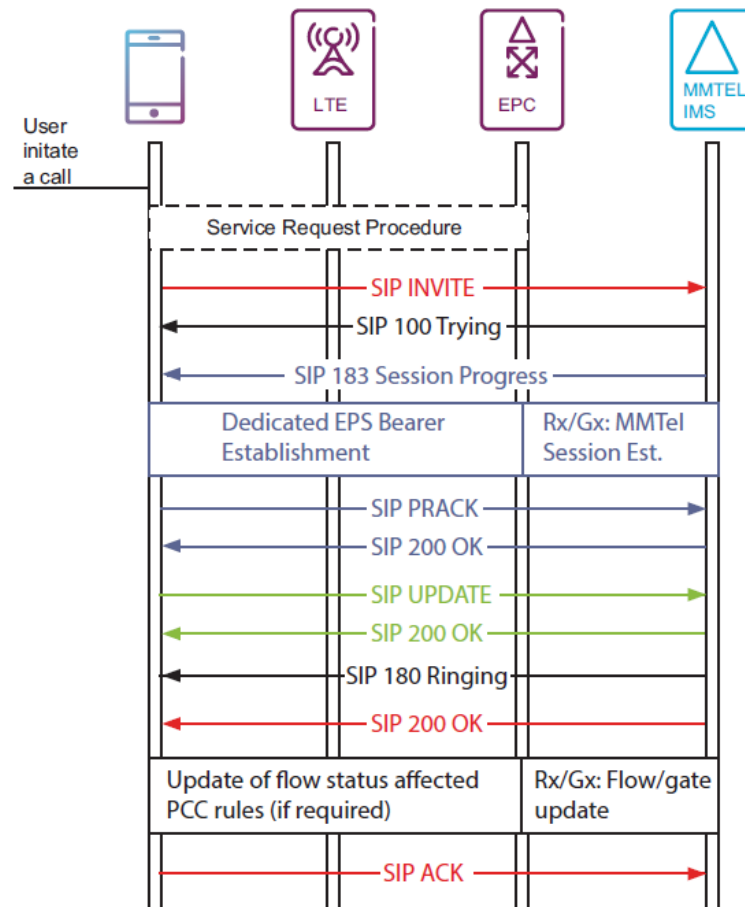 LTE
EPC
MMTEL
IMS
User
initate
a call
Service Request Procedure
SIP INVITE
SIP 100 Trying
SIP 183 Session Progress
Dedicated EPS Bearer
Establishment
Rx/Gx: MMTel
Session Est.
SIP PRACK
SIP 200 OK
SIP UPDATE
SIP 200 OK
SIP 180 Ringing
SIP 200 OK
Update of flow status affected
PCC rules (if required)
Rx/Gx: Flow/gate
update
SIP ACK